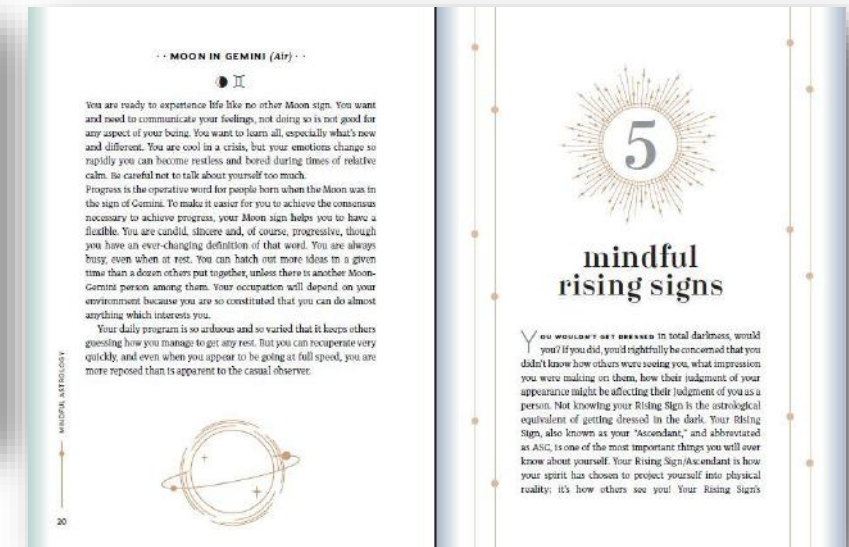 ·· MOON IN GEMINI (Air) ··
You are ready to experience life like no other Moon sign. You want
and need to communicate your feelings, not doing so is not good for
any aspect of your being. You want to learn all, especially what's new
and different. You are cool in a crisis, but your emotions change so
rapidly you can become restless and bored during times of relative
calm. Be careful not to talk about yourself too much.
Progress is the operative word for people born when the Moon was in
the sign of Gemini. To make it easier for you to achieve the consensus
necessary to achieve progress, your Moon sign helps you to have a
flexible. You are candid, sincere and, of course, progressive, though
you have an ever-changing definition of that word. You are always
busy, even when at rest. You can hatch out more ideas in a given
time than a dozen others put together, unless there is another Moon-
Gemini person among them. Your occupation will depend on your
environment because you are so constituted that you can do almost
anything which interests you.
Your daily program is so arduous and so varied that it keeps others
guessing how you manage to get any rest. But you can recuperate very
quickly, and even when you appear to be going at full speed, you are
more reposed than is apparent to the casual observer.
MINDFUL ASTROLOGY
20
5
mindful
rising signs
YOU WOULDN'T GET DRESSED in total darkness, would
you? If you did, you'd rightfully be concerned that you
didn't know how others were seeing you, what impression
you were making on them, how their judgment of your
appearance might be affecting their judgment of you as a
person. Not knowing your Rising Sign is the astrological
equivalent of getting dressed in the dark. Your Rising
Sign, also known as your "Ascendant," and abbreviated
as ASC, is one of the most important things you will ever
know about yourself. Your Rising Sign/Ascendant is how
your spirit has chosen to project yourself into physical
reality; it's how others see you! Your Rising Sign's